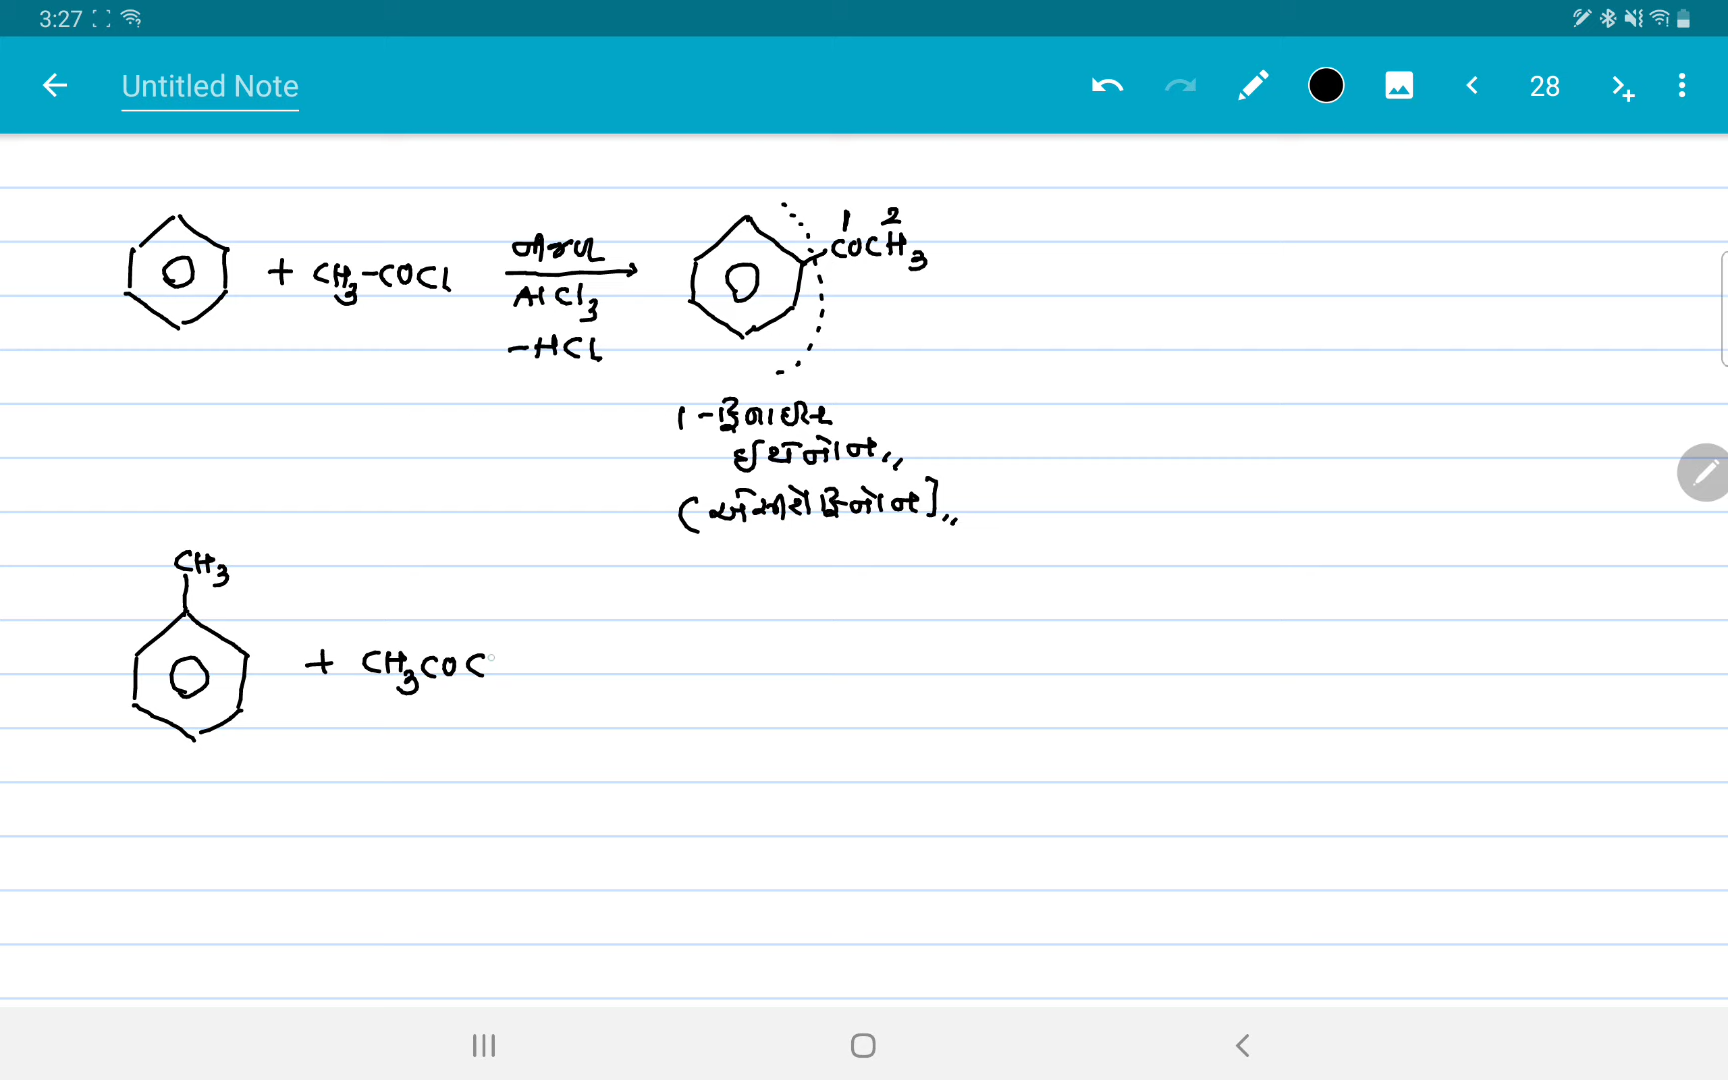 3:27
Untitled Note
28
+ CH3-COCl નિર્જળ AlCl3 -HCl
1 2
COCH3
1-ફિનાઈલ
ઈથેનોન,,
(એસીટોફિનોન],,
CH3
+ CH3COC